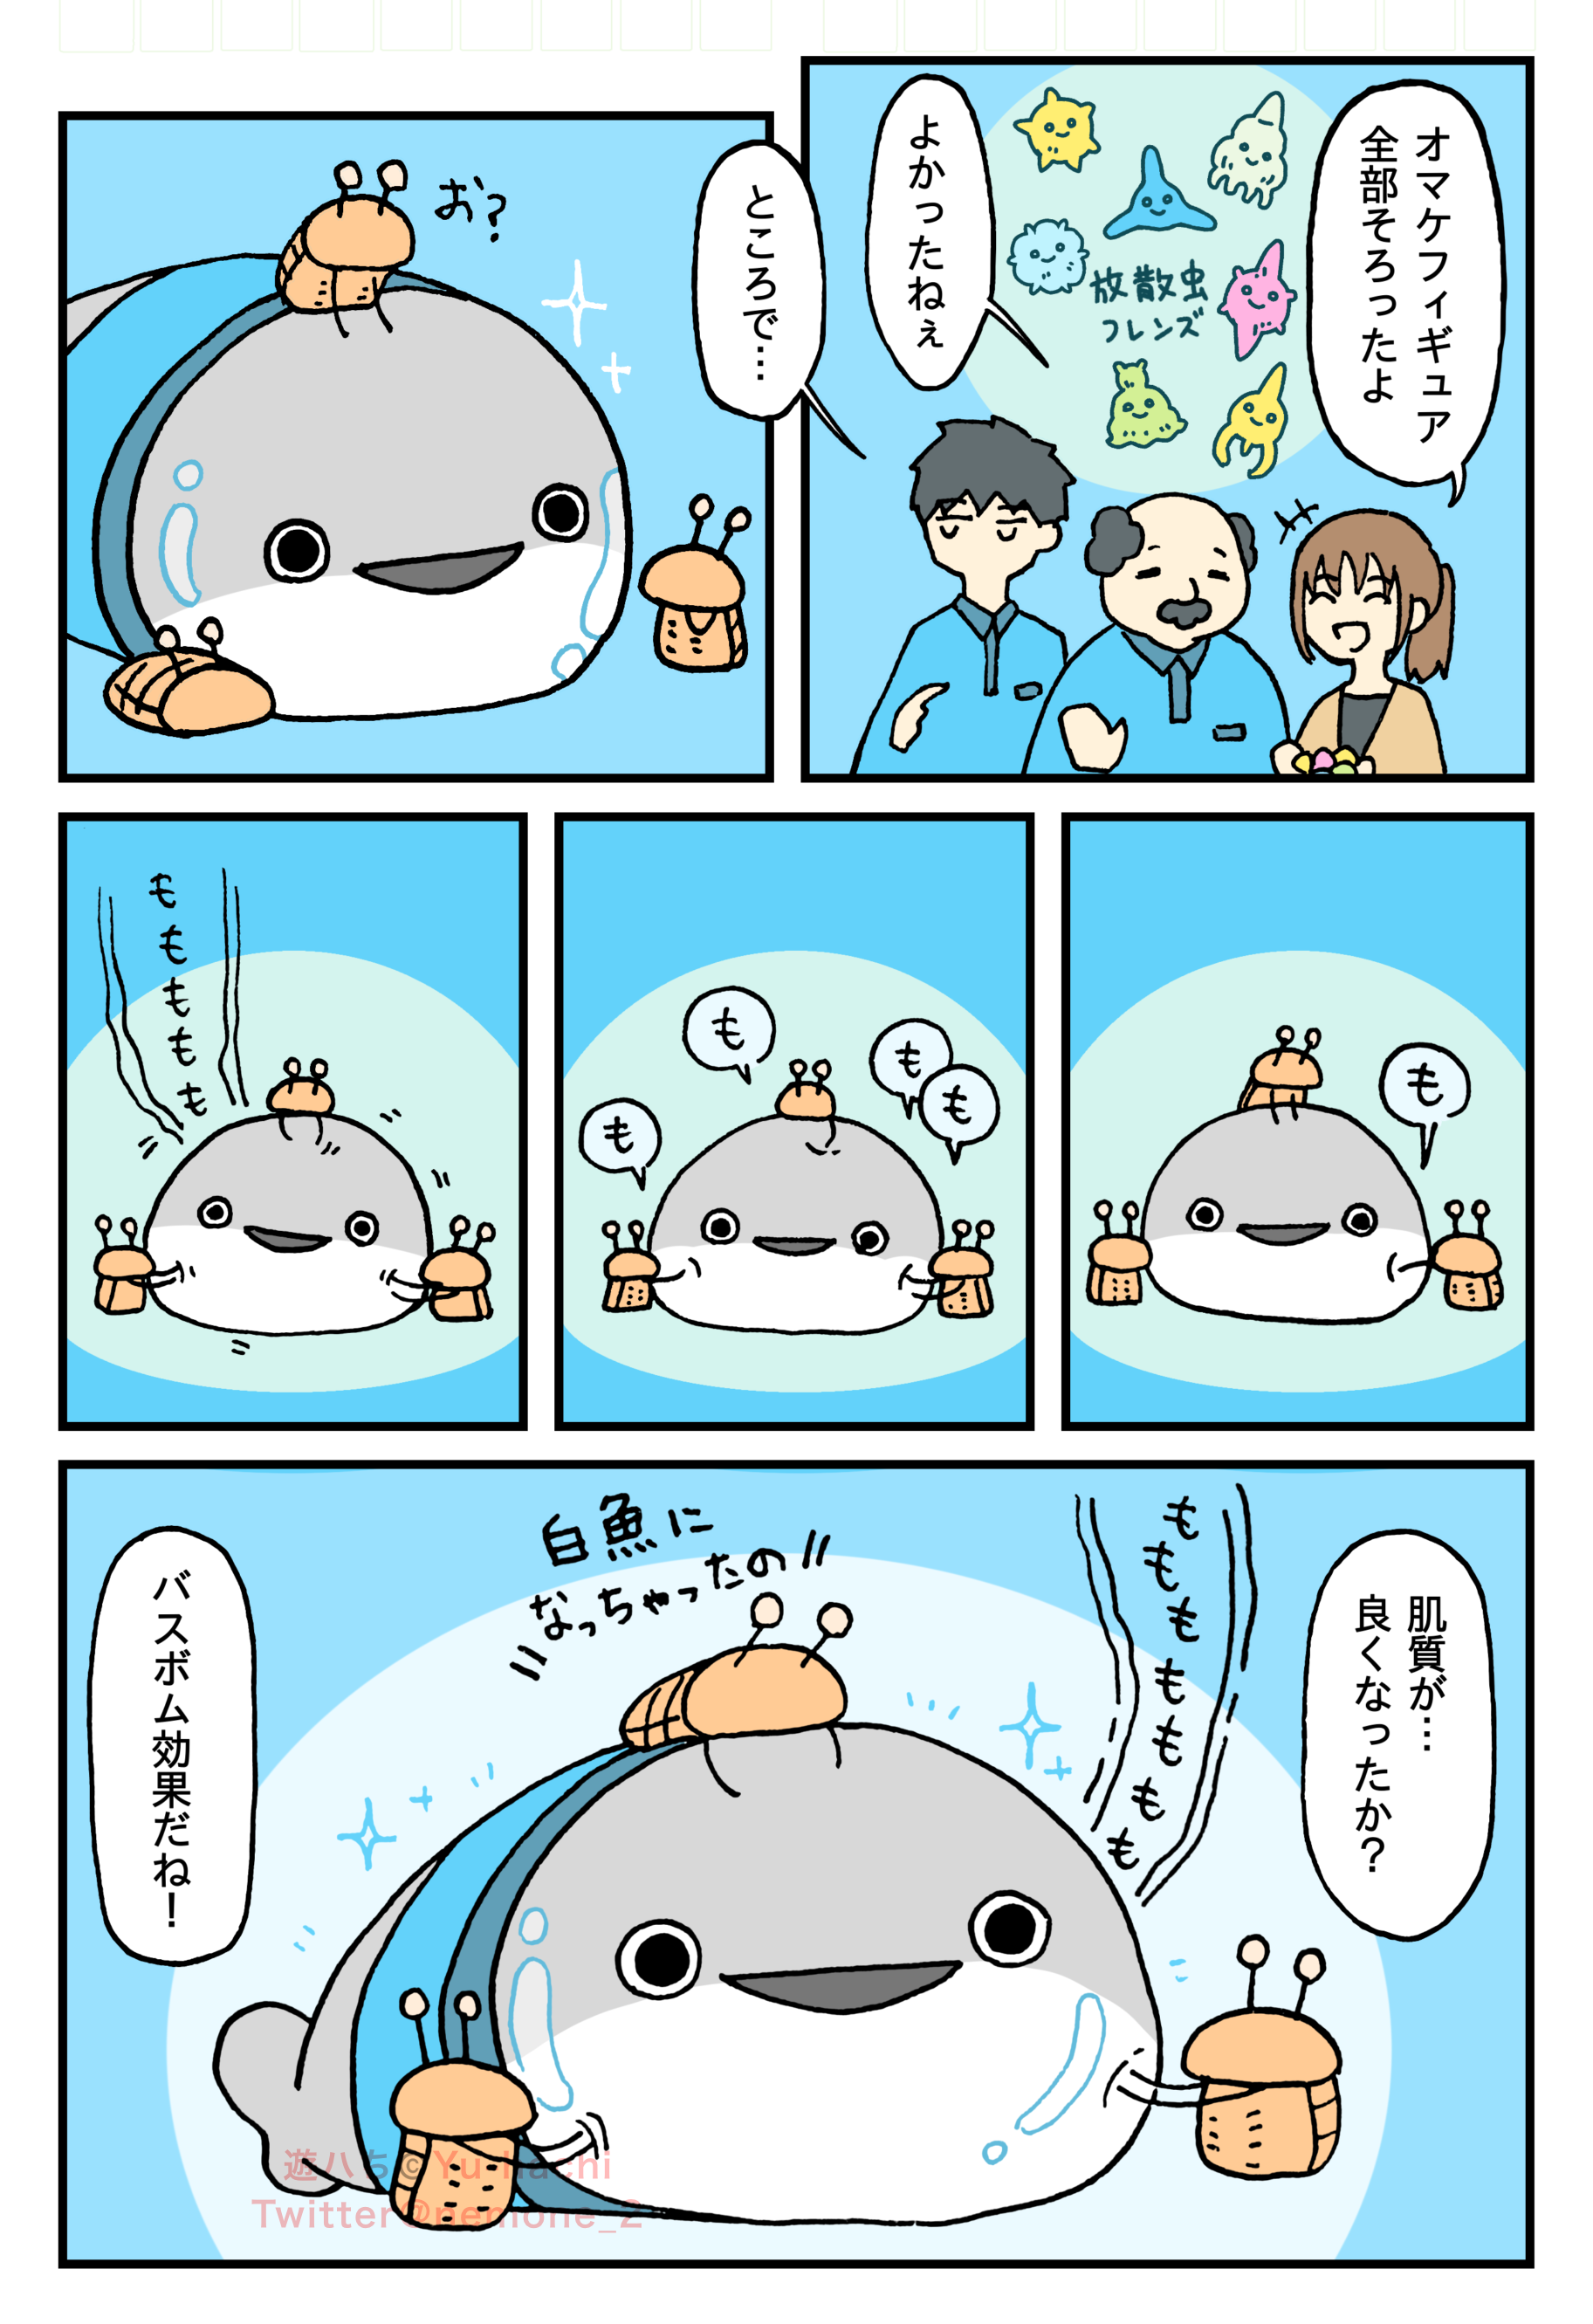 オマケフィギュア
全部そろったよ
放散虫
フレンズ
よかったねぇ
ところで…
お？
も
も
も
も
も
ももももも
肌質が…
良くなったか？
ももももももも
白魚に
なっちゃったの!!
バスボム効果だね！
遊ハち©Yu-hachi
Twitter@nemone_2